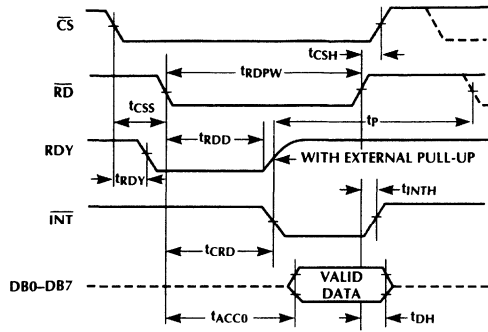 CS
tCSH
tRDPW
RD
tCSS
tP
tRDD
RDY
WITH EXTERNAL PULL-UP
tRDY
tINTH
INT
tCRD
DB0–DB7
VALID
DATA
tACC0
tDH